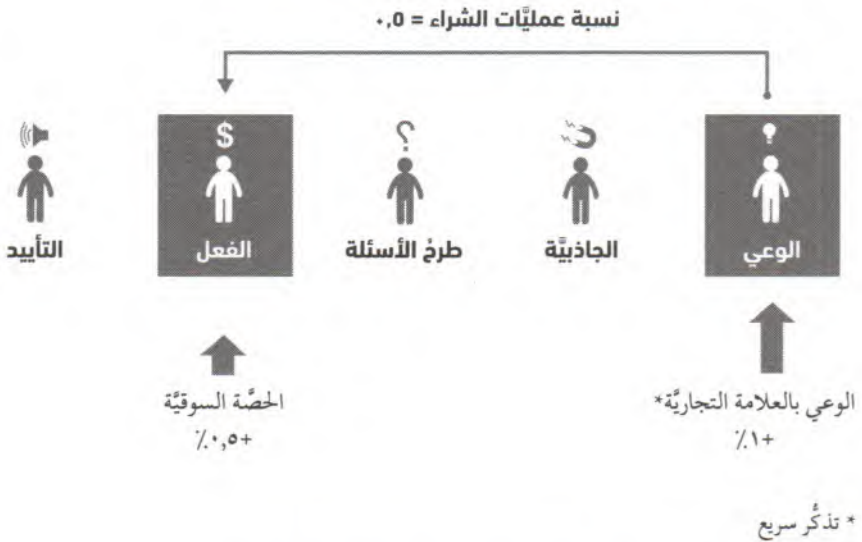 نسبة عمليَّات الشراء = ٠,٥
الوعي
الجاذبيَّة
طرحُ الأسئلة
الفعل
التأييد
الوعي بالعلامة التجاريَّة*
+١٪
الحصَّة السوقيَّة
+٠,٥٪
* تذكُّر سريع